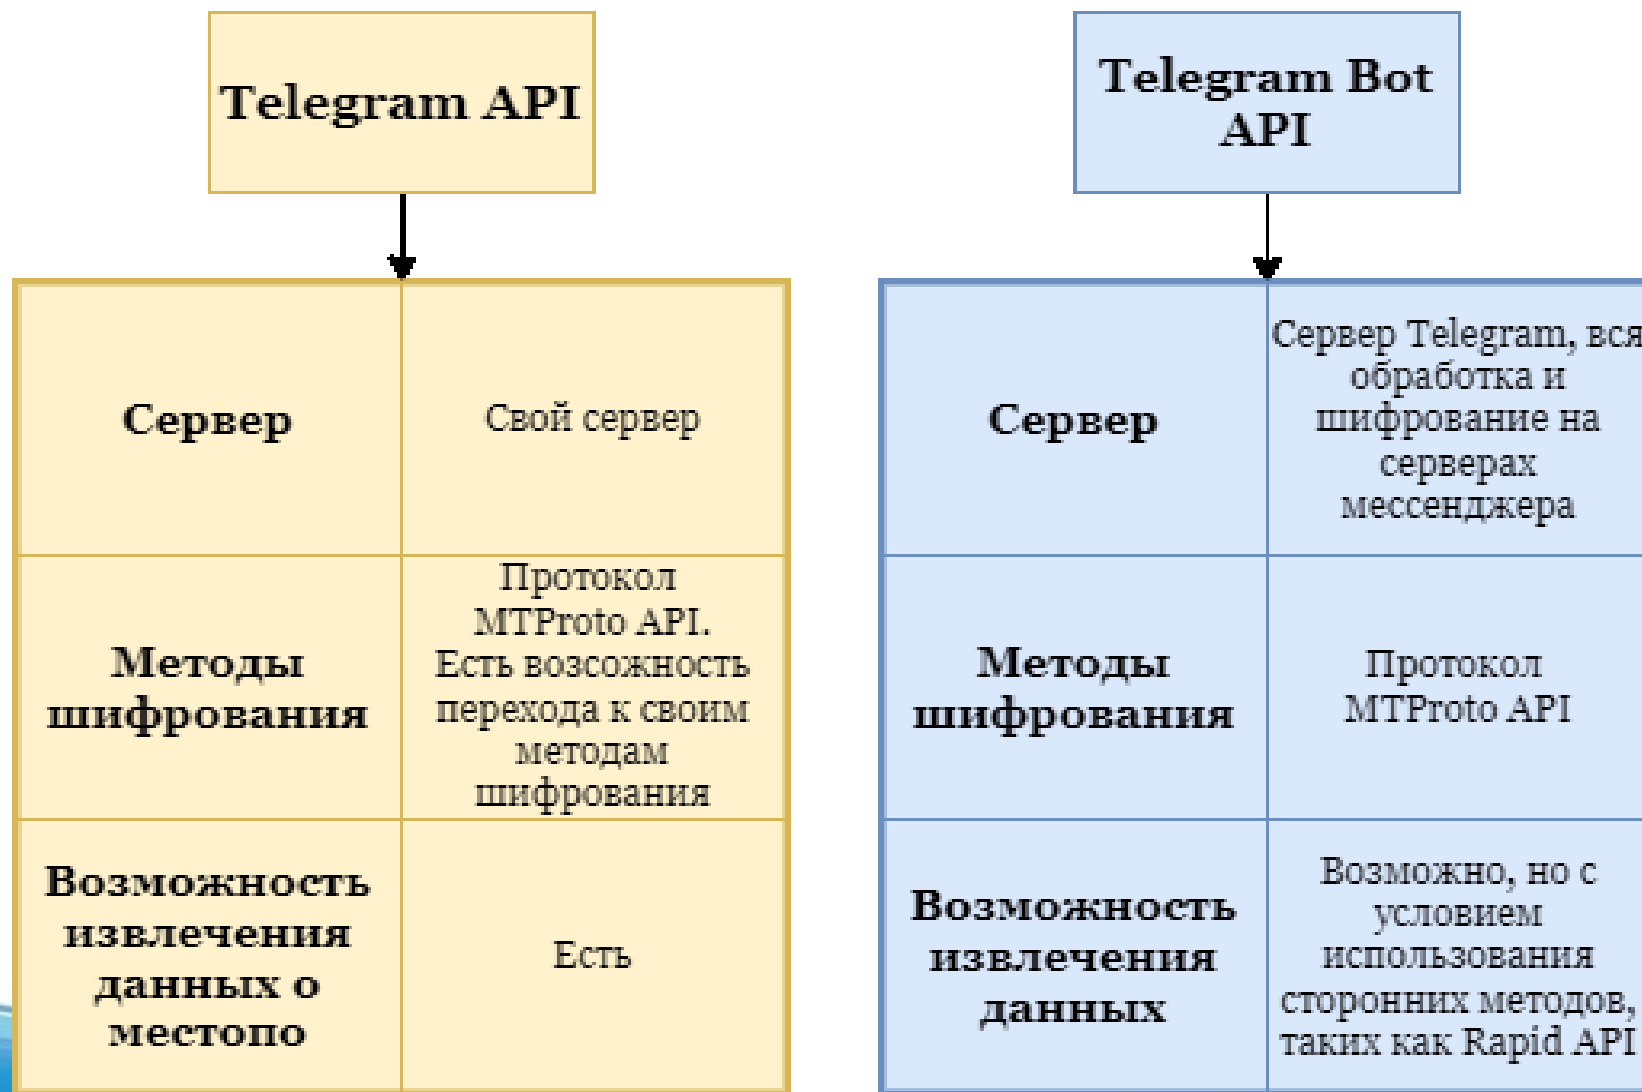 Telegram API
Telegram Bot
API
Сервер
Свой сервер
Методы
шифрования
Протокол
MTProto API.
Есть возсожность
перехода к своим
методам
шифрования
Возможность
извлечения
данных о
местопо
Есть
Сервер
Сервер Telegram, вся
обработка и
шифрование на
серверах
мессенджера
Методы
шифрования
Протокол
MTProto API
Возможность
извлечения
данных
Возможно, но с
условием
использования
сторонних методов,
таких как Rapid API